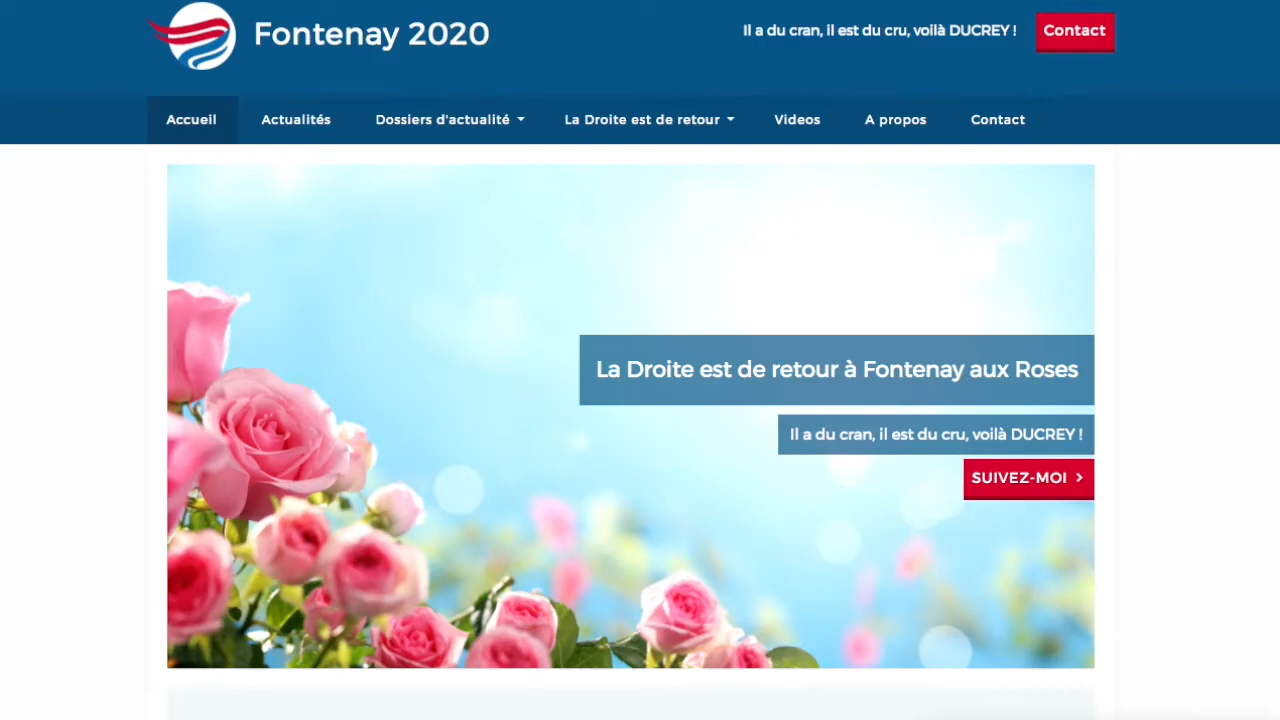 Fontenay 2020
Il a du cran, il est du cru, voilà DUCREY !
Contact
Accueil
Actualités
Dossiers d'actualité
La Droite est de retour
Videos
A propos
Contact
La Droite est de retour à Fontenay aux Roses
Il a du cran, il est du cru, voilà DUCREY !
SUIVEZ-MOI